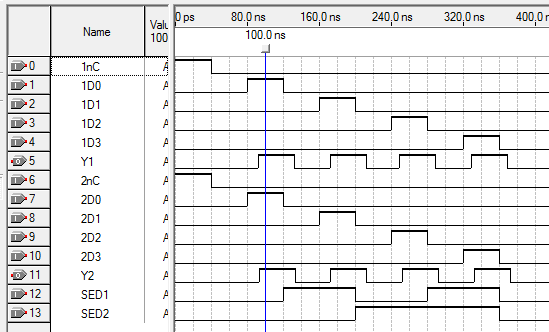 Name
Valu
100
0 ps
80.0 ns
160.0 ns
240.0 ns
320.0 ns
400.0 n
100.0 ns
0 1nC A
1 1D0 A
2 1D1 A
3 1D2 A
4 1D3 A
5 Y1 A
6 2nC A
7 2D0 A
8 2D1 A
9 2D2 A
10 2D3 A
11 Y2 A
12 SED1 A
13 SED2 A